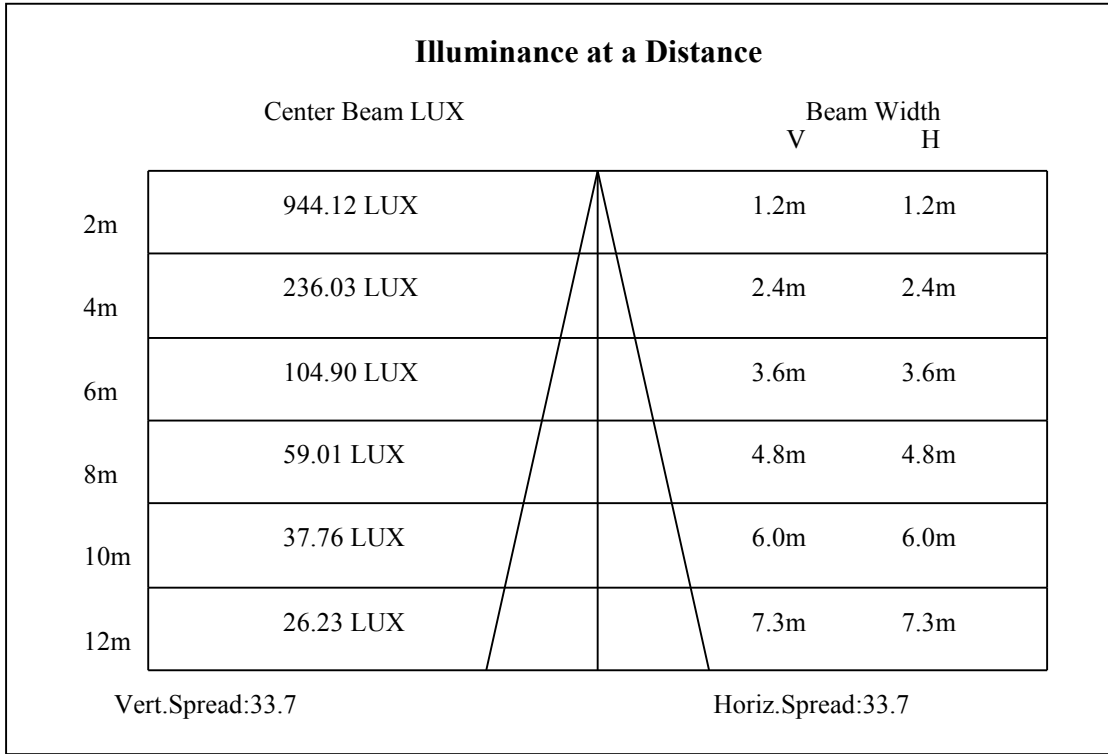 Illuminance at a Distance
Center Beam LUX Beam Width
V H
2m 944.12 LUX 1.2m 1.2m
4m 236.03 LUX 2.4m 2.4m
6m 104.90 LUX 3.6m 3.6m
8m 59.01 LUX 4.8m 4.8m
10m 37.76 LUX 6.0m 6.0m
12m 26.23 LUX 7.3m 7.3m
Vert.Spread:33.7 Horiz.Spread:33.7